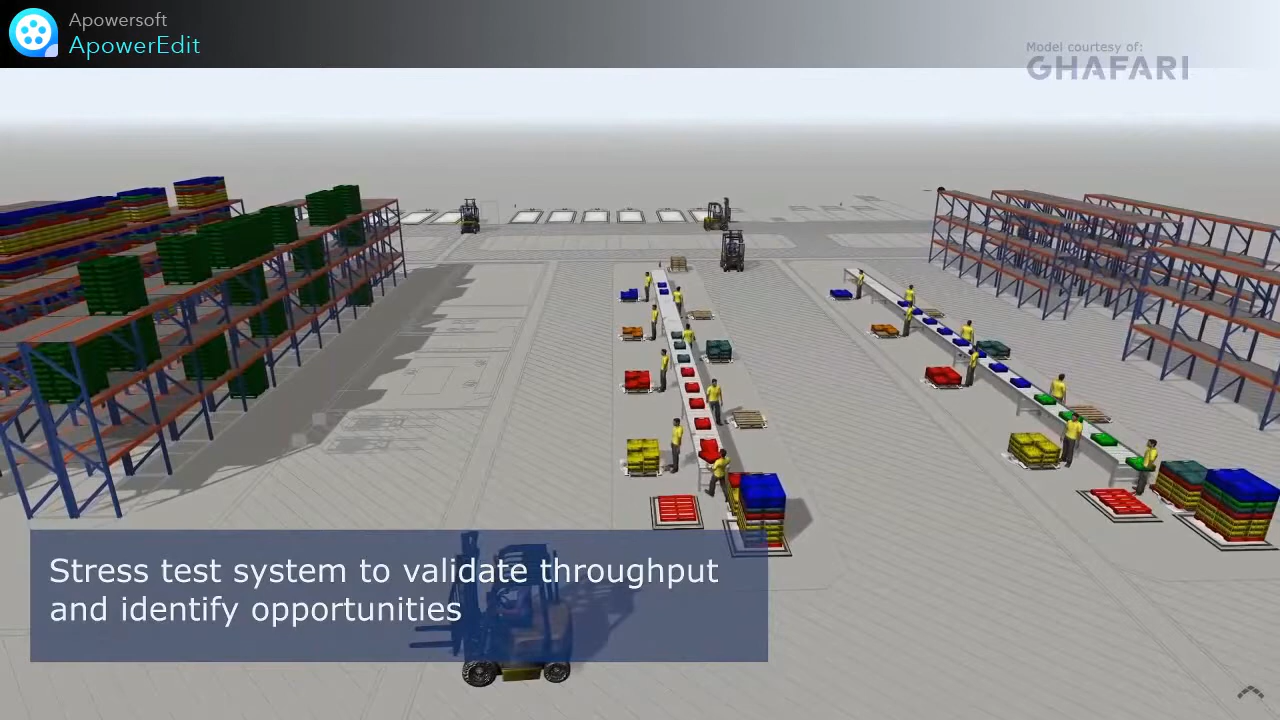 Apowersoft
ApowerEdit
Model courtesy of:
GHAFARI
Stress test system to validate throughput
and identify opportunities